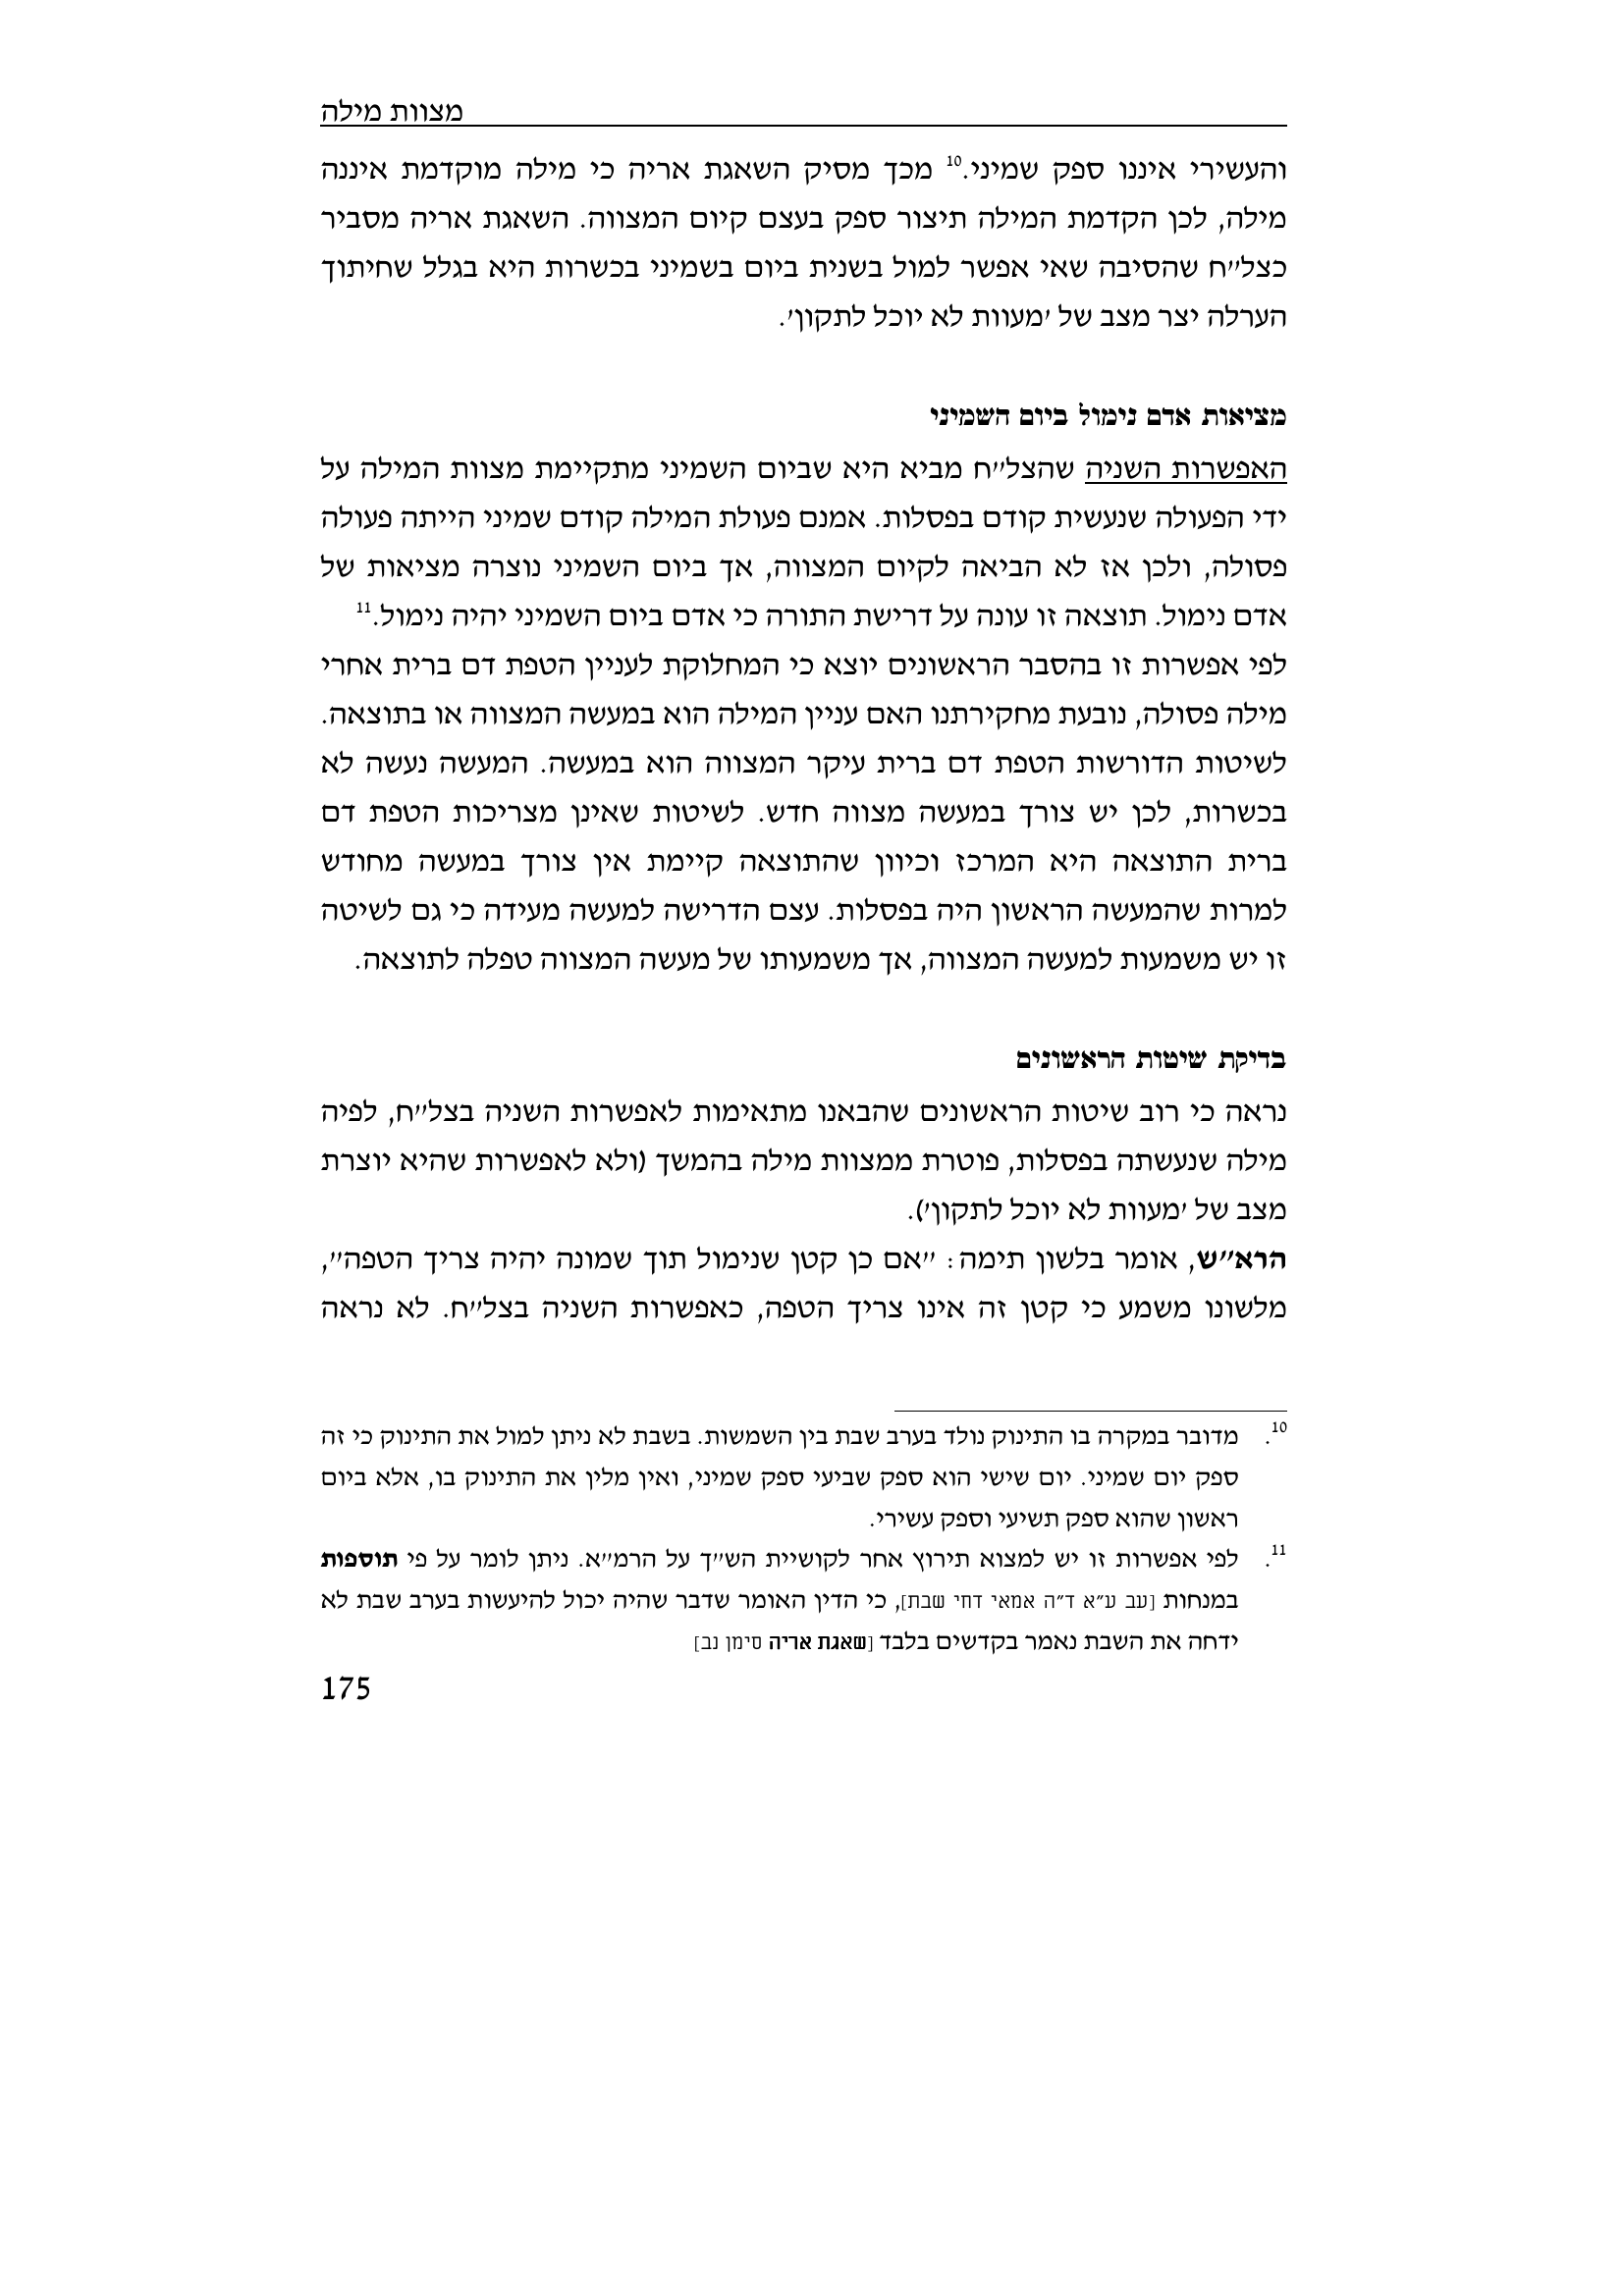 מצוות מילה
והעשירי איננו ספק שמיני.10 מכך מסיק השאגת אריה כי מילה מוקדמת איננה
מילה, לכן הקדמת המילה תיצור ספק בעצם קיום המצווה. השאגת אריה מסביר
כצל״ח שהסיבה שאי אפשר למול בשנית ביום בשמיני בכשרות היא בגלל שחיתוך
הערלה יצר מצב של ׳מעוות לא יוכל לתקון׳.
מציאות אדם נימול ביום השמיני
האפשרות השניה שהצל״ח מביא היא שביום השמיני מתקיימת מצוות המילה על
ידי הפעולה שנעשית קודם בפסלות. אמנם פעולת המילה קודם שמיני הייתה פעולה
פסולה, ולכן אז לא הביאה לקיום המצווה, אך ביום השמיני נוצרה מציאות של
אדם נימול. תוצאה זו עונה על דרישת התורה כי אדם ביום השמיני יהיה נימול.11
לפי אפשרות זו בהסבר הראשונים יוצא כי המחלוקת לעניין הטפת דם ברית אחרי
מילה פסולה, נובעת מחקירתנו האם עניין המילה הוא במעשה המצווה או בתוצאה.
לשיטות הדורשות הטפת דם ברית עיקר המצווה הוא במעשה. המעשה נעשה לא
בכשרות, לכן יש צורך במעשה מצווה חדש. לשיטות שאינן מצריכות הטפת דם
ברית התוצאה היא המרכז וכיוון שהתוצאה קיימת אין צורך במעשה מחודש
למרות שהמעשה הראשון היה בפסלות. עצם הדרישה למעשה מעידה כי גם לשיטה
זו יש משמעות למעשה המצווה, אך משמעותו של מעשה המצווה טפלה לתוצאה.
בדיקת שיטות הראשונים
נראה כי רוב שיטות הראשונים שהבאנו מתאימות לאפשרות השניה בצל״ח, לפיה
מילה שנעשתה בפסלות, פוטרת ממצוות מילה בהמשך (ולא לאפשרות שהיא יוצרת
מצב של ׳מעוות לא יוכל לתקון׳).
הרא״ש, אומר בלשון תימה: ״אם כן קטן שנימול תוך שמונה יהיה צריך הטפה״,
מלשונו משמע כי קטן זה אינו צריך הטפה, כאפשרות השניה בצל״ח. לא נראה
10. מדובר במקרה בו התינוק נולד בערב שבת בין השמשות. בשבת לא ניתן למול את התינוק כי זה
ספק יום שמיני. יום שישי הוא ספק שביעי ספק שמיני, ואין מלין את התינוק בו, אלא ביום
ראשון שהוא ספק תשיעי וספק עשירי.
11. לפי אפשרות זו יש למצוא תירוץ אחר לקושיית הש״ך על הרמ״א. ניתן לומר על פי תוספות
במנחות [עב ע״א ד״ה אמאי דחי שבת], כי הדין האומר שדבר שהיה יכול להיעשות בערב שבת לא
ידחה את השבת נאמר בקדשים בלבד [שאגת אריה סימן נב]
175